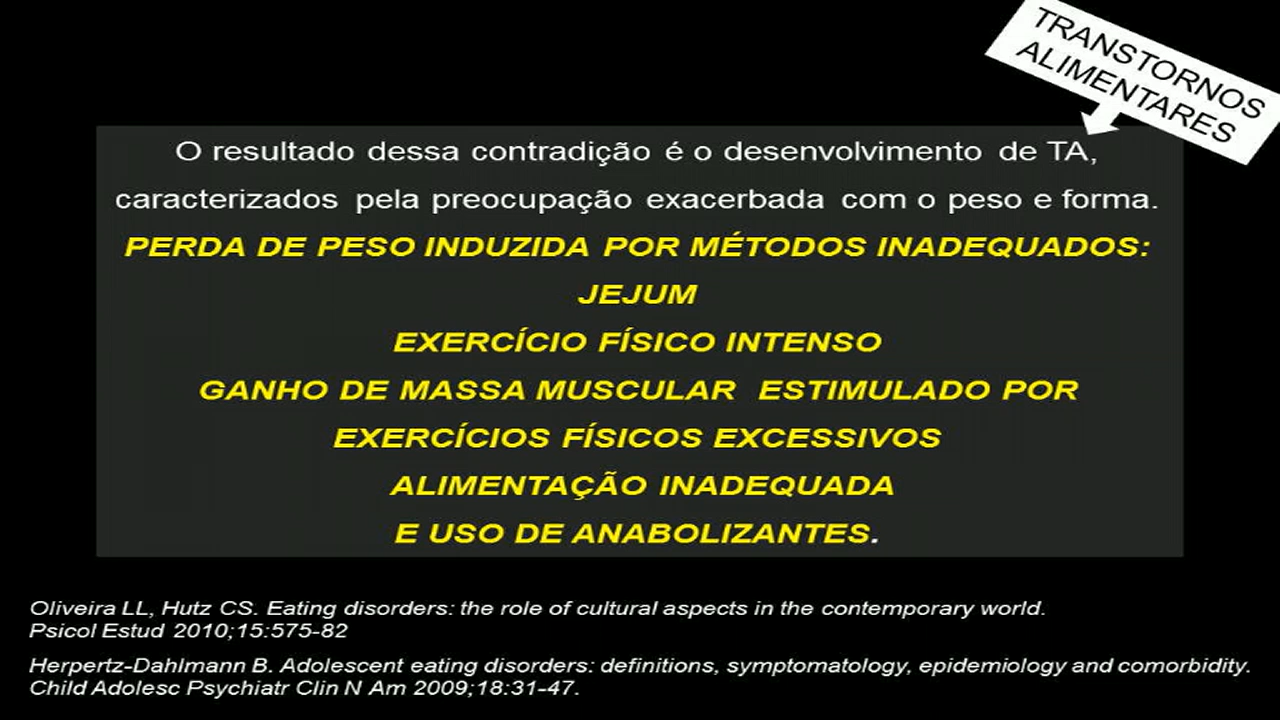 TRANSTORNOS
ALIMENTARES
O resultado dessa contradição é o desenvolvimento de TA,
caracterizados pela preocupação exacerbada com o peso e forma.
PERDA DE PESO INDUZIDA POR MÉTODOS INADEQUADOS:
JEJUM
EXERCÍCIO FÍSICO INTENSO
GANHO DE MASSA MUSCULAR ESTIMULADO POR
EXERCÍCIOS FÍSICOS EXCESSIVOS
ALIMENTAÇÃO INADEQUADA
E USO DE ANABOLIZANTES.
Oliveira LL, Hutz CS. Eating disorders: the role of cultural aspects in the contemporary world.
Psicol Estud 2010;15:575-82
Herpertz-Dahlmann B. Adolescent eating disorders: definitions, symptomatology, epidemiology and comorbidity.
Child Adolesc Psychiatr Clin N Am 2009;18:31-47.